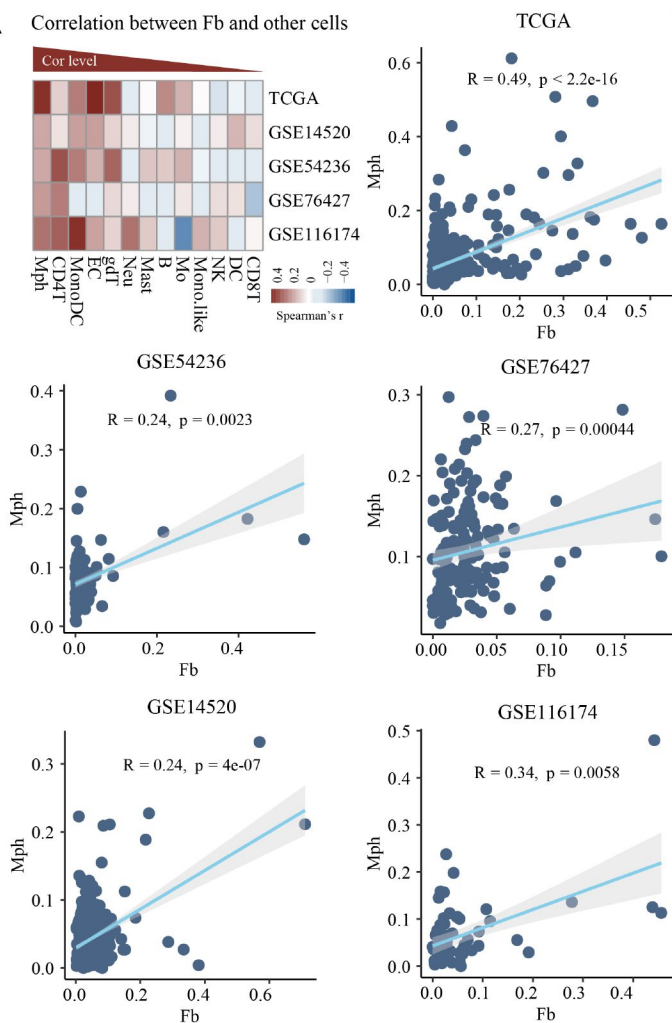 A Correlation between Fb and other cells
Cor level
TCGA
GSE14520
GSE54236
GSE76427
GSE116174
Mph
CD4T
MonoDC
EC
gdT
Neu
Mast
B
Mo
Mono.like
NK
DC
CD8T
0.4
0.2
0
−0.2
−0.4
Spearman's r
TCGA
R = 0.49, p < 2.2e-16
Mph
0.6
0.4
0.2
0.0
0.0 0.1 0.2 0.3 0.4 0.5
Fb
GSE54236
R = 0.24, p = 0.0023
Mph
0.4
0.3
0.2
0.1
0.0
0.0 0.2 0.4
Fb
GSE76427
R = 0.27, p = 0.00044
Mph
0.3
0.2
0.1
0.00 0.05 0.10 0.15
Fb
GSE14520
R = 0.24, p = 4e-07
Mph
0.3
0.2
0.1
0.0
0.0 0.2 0.4 0.6
Fb
GSE116174
R = 0.34, p = 0.0058
Mph
0.5
0.4
0.3
0.2
0.1
0.0
0.0 0.1 0.2 0.3 0.4
Fb